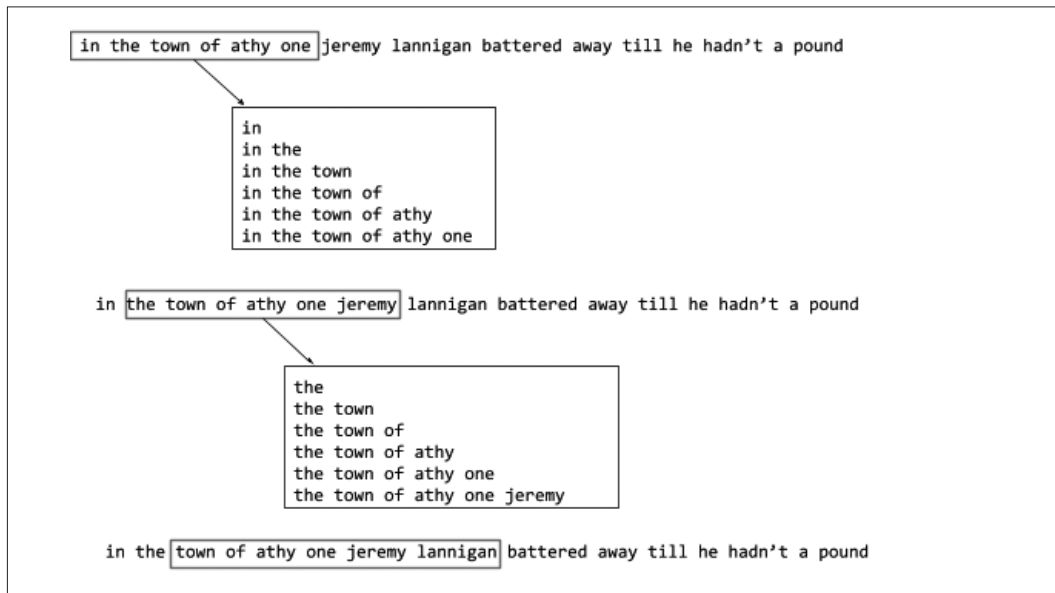 in the town of athy one jeremy lannigan battered away till he hadn't a pound
in
in the
in the town
in the town of
in the town of athy
in the town of athy one
in the town of athy one jeremy lannigan battered away till he hadn't a pound
the
the town
the town of
the town of athy
the town of athy one
the town of athy one jeremy
in the town of athy one jeremy lannigan battered away till he hadn't a pound